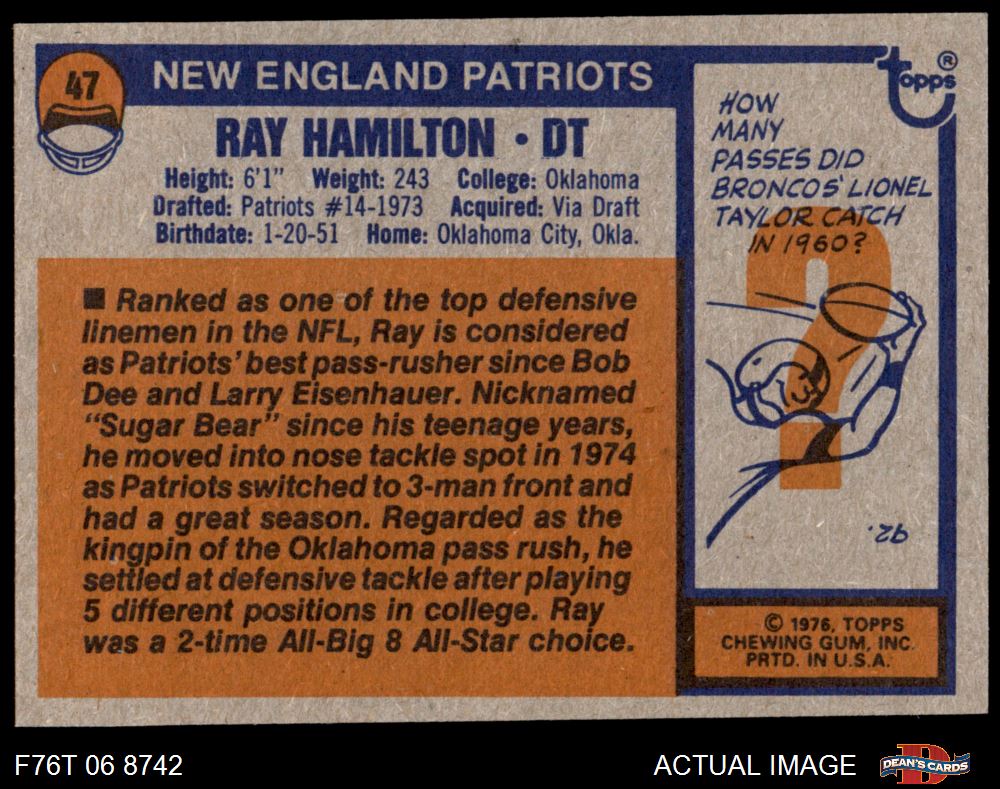 47
NEW ENGLAND PATRIOTS
RAY HAMILTON • DT
Height: 6'1" Weight: 243 College: Oklahoma
Drafted: Patriots #14-1973 Acquired: Via Draft
Birthdate: 1-20-51 Home: Oklahoma City, Okla.
■ Ranked as one of the top defensive
linemen in the NFL, Ray is considered
as Patriots' best pass-rusher since Bob
Dee and Larry Eisenhauer. Nicknamed
"Sugar Bear" since his teenage years,
he moved into nose tackle spot in 1974
as Patriots switched to 3-man front and
had a great season. Regarded as the
kingpin of the Oklahoma pass rush, he
settled at defensive tackle after playing
5 different positions in college. Ray
was a 2-time All-Big 8 All-Star choice.
topps®
HOW
MANY
PASSES DID
BRONCOS' LIONEL
TAYLOR CATCH
IN 1960?
?
92.
© 1976, TOPPS
CHEWING GUM, INC.
PRTD. IN U.S.A.
F76T 06 8742
ACTUAL IMAGE
DEAN'S CARDS